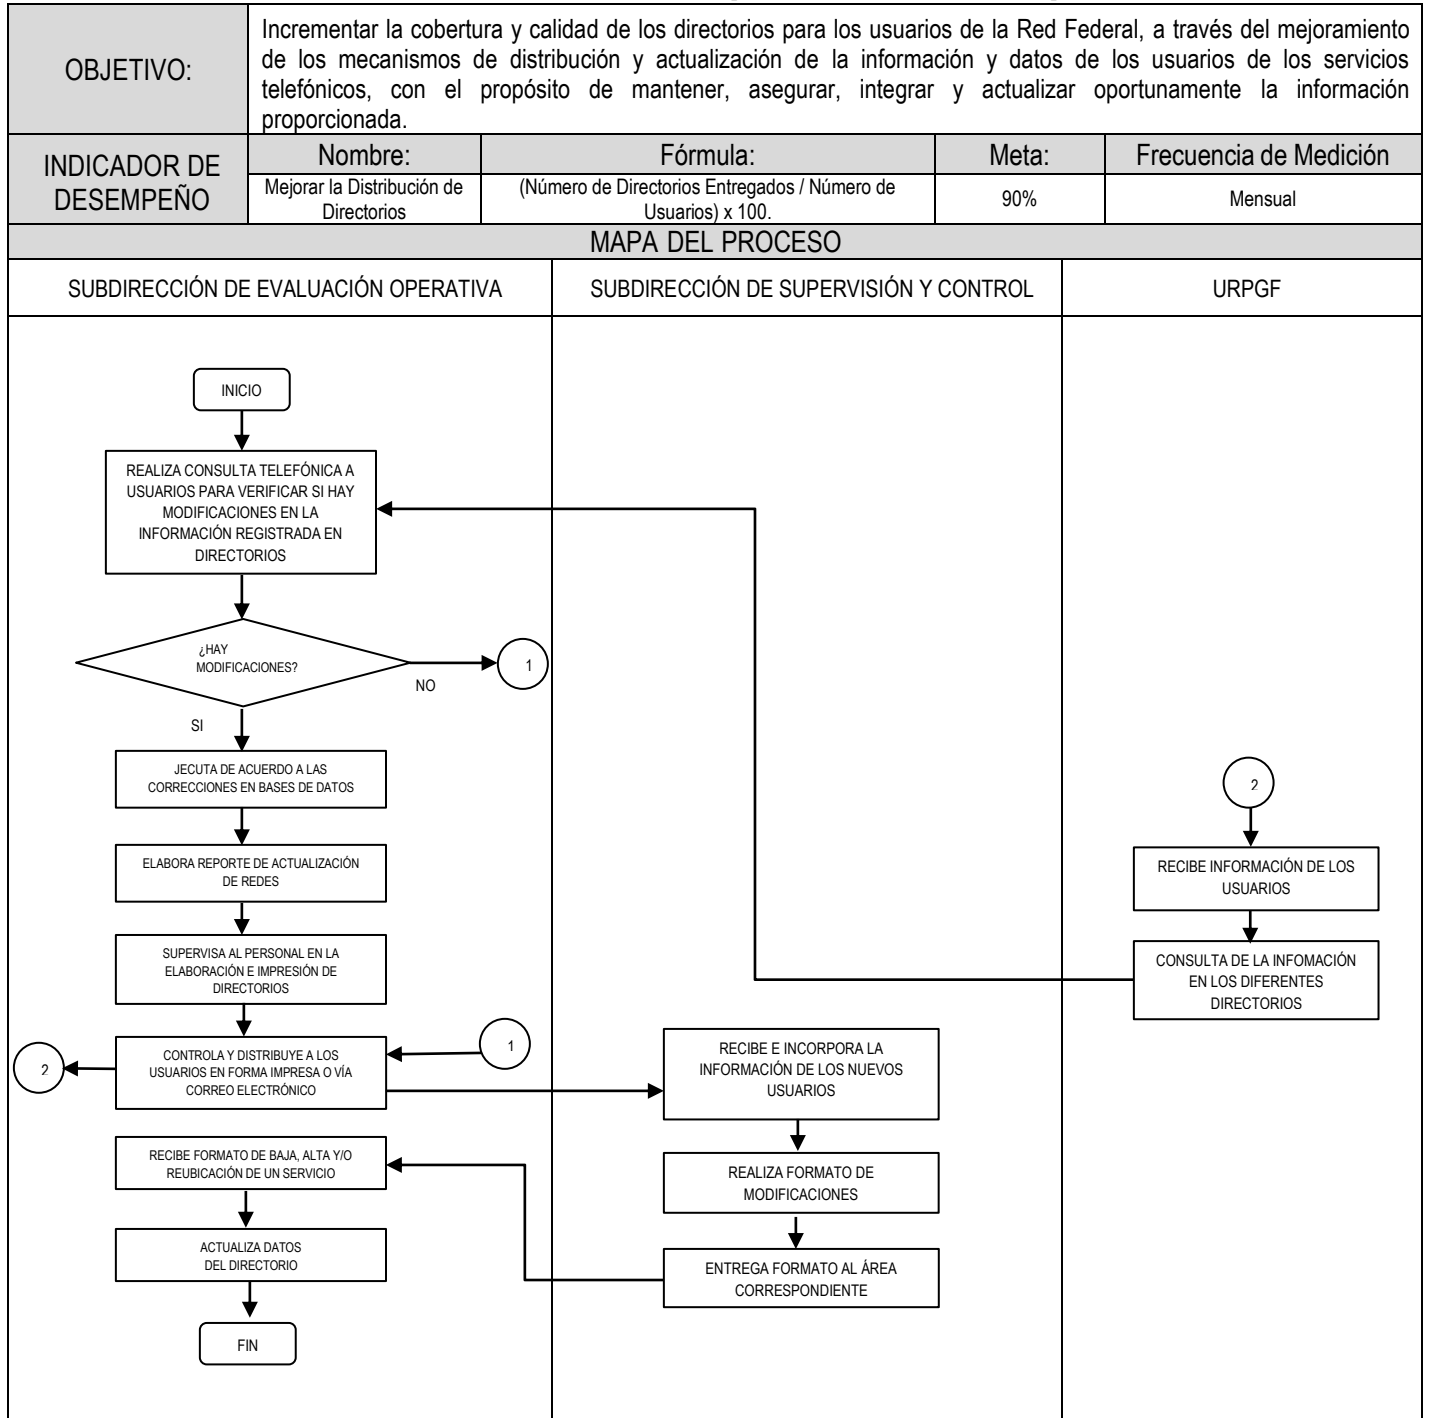 OBJETIVO:
Incrementar la cobertura y calidad de los directorios para los usuarios de la Red Federal, a través del mejoramiento
de los mecanismos de distribución y actualización de la información y datos de los usuarios de los servicios
telefónicos, con el propósito de mantener, asegurar, integrar y actualizar oportunamente la información
proporcionada.
INDICADOR DE
DESEMPEÑO
Nombre:
Fórmula:
Meta:
Frecuencia de Medición
Mejorar la Distribución de
Directorios
(Número de Directorios Entregados / Número de
Usuarios) x 100.
90%
Mensual
MAPA DEL PROCESO
SUBDIRECCIÓN DE EVALUACIÓN OPERATIVA
SUBDIRECCIÓN DE SUPERVISIÓN Y CONTROL
URPGF
INICIO
REALIZA CONSULTA TELEFÓNICA A
USUARIOS PARA VERIFICAR SI HAY
MODIFICACIONES EN LA
INFORMACIÓN REGISTRADA EN
DIRECTORIOS
¿HAY
MODIFICACIONES?
NO
1
SI
JECUTA DE ACUERDO A LAS
CORRECCIONES EN BASES DE DATOS
ELABORA REPORTE DE ACTUALIZACIÓN
DE REDES
SUPERVISA AL PERSONAL EN LA
ELABORACIÓN E IMPRESIÓN DE
DIRECTORIOS
1
2
CONTROLA Y DISTRIBUYE A LOS
USUARIOS EN FORMA IMPRESA O VÍA
CORREO ELECTRÓNICO
RECIBE FORMATO DE BAJA, ALTA Y/O
REUBICACIÓN DE UN SERVICIO
ACTUALIZA DATOS
DEL DIRECTORIO
FIN
RECIBE E INCORPORA LA
INFORMACIÓN DE LOS NUEVOS
USUARIOS
REALIZA FORMATO DE
MODIFICACIONES
ENTREGA FORMATO AL ÁREA
CORRESPONDIENTE
2
RECIBE INFORMACIÓN DE LOS
USUARIOS
CONSULTA DE LA INFOMACIÓN
EN LOS DIFERENTES
DIRECTORIOS